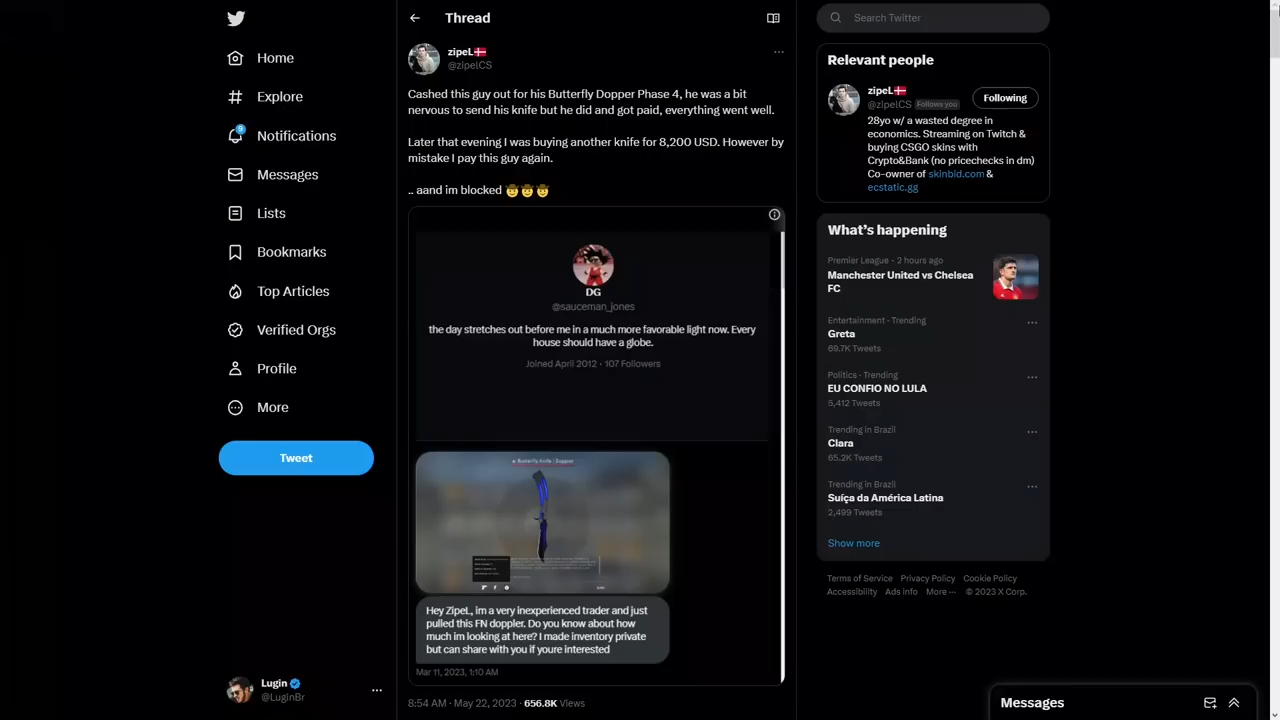 Home
Explore
9
Notifications
Messages
Lists
Bookmarks
Top Articles
Verified Orgs
Profile
More
Tweet
Lugin
@LuginBr
Thread
zipeL
@zipelCS
Cashed this guy out for his Butterfly Dopper Phase 4, he was a bit
nervous to send his knife but he did and got paid, everything went well.
Later that evening I was buying another knife for 8,200 USD. However by
mistake I pay this guy again.
.. aand im blocked 🤠🤠🤠
DG
@sauceman_jones
the day stretches out before me in a much more favorable light now. Every
house should have a globe.
Joined April 2012 · 107 Followers
Butterfly Knife | Doppler
Hey ZipeL, im a very inexperienced trader and just
pulled this FN doppler. Do you know about how
much im looking at here? I made inventory private
but can share with you if youre interested
Mar 11, 2023, 1:10 AM
8:54 AM · May 22, 2023 · 656.8K Views
Search Twitter
Relevant people
zipeL
@zipelCS Follows you
Following
28yo w/ a wasted degree in
economics. Streaming on Twitch &
buying CSGO skins with
Crypto&Bank (no pricechecks in dm)
Co-owner of skinbid.com &
ecstatic.gg
What's happening
Premier League · 2 hours ago
Manchester United vs Chelsea
FC
Entertainment · Trending
Greta
69.7K Tweets
Politics · Trending
EU CONFIO NO LULA
5,412 Tweets
Trending in Brazil
Clara
65.2K Tweets
Trending in Brazil
Suíça da América Latina
2,499 Tweets
Show more
Terms of Service Privacy Policy Cookie Policy
Accessibility Ads info More ··· © 2023 X Corp.
Messages